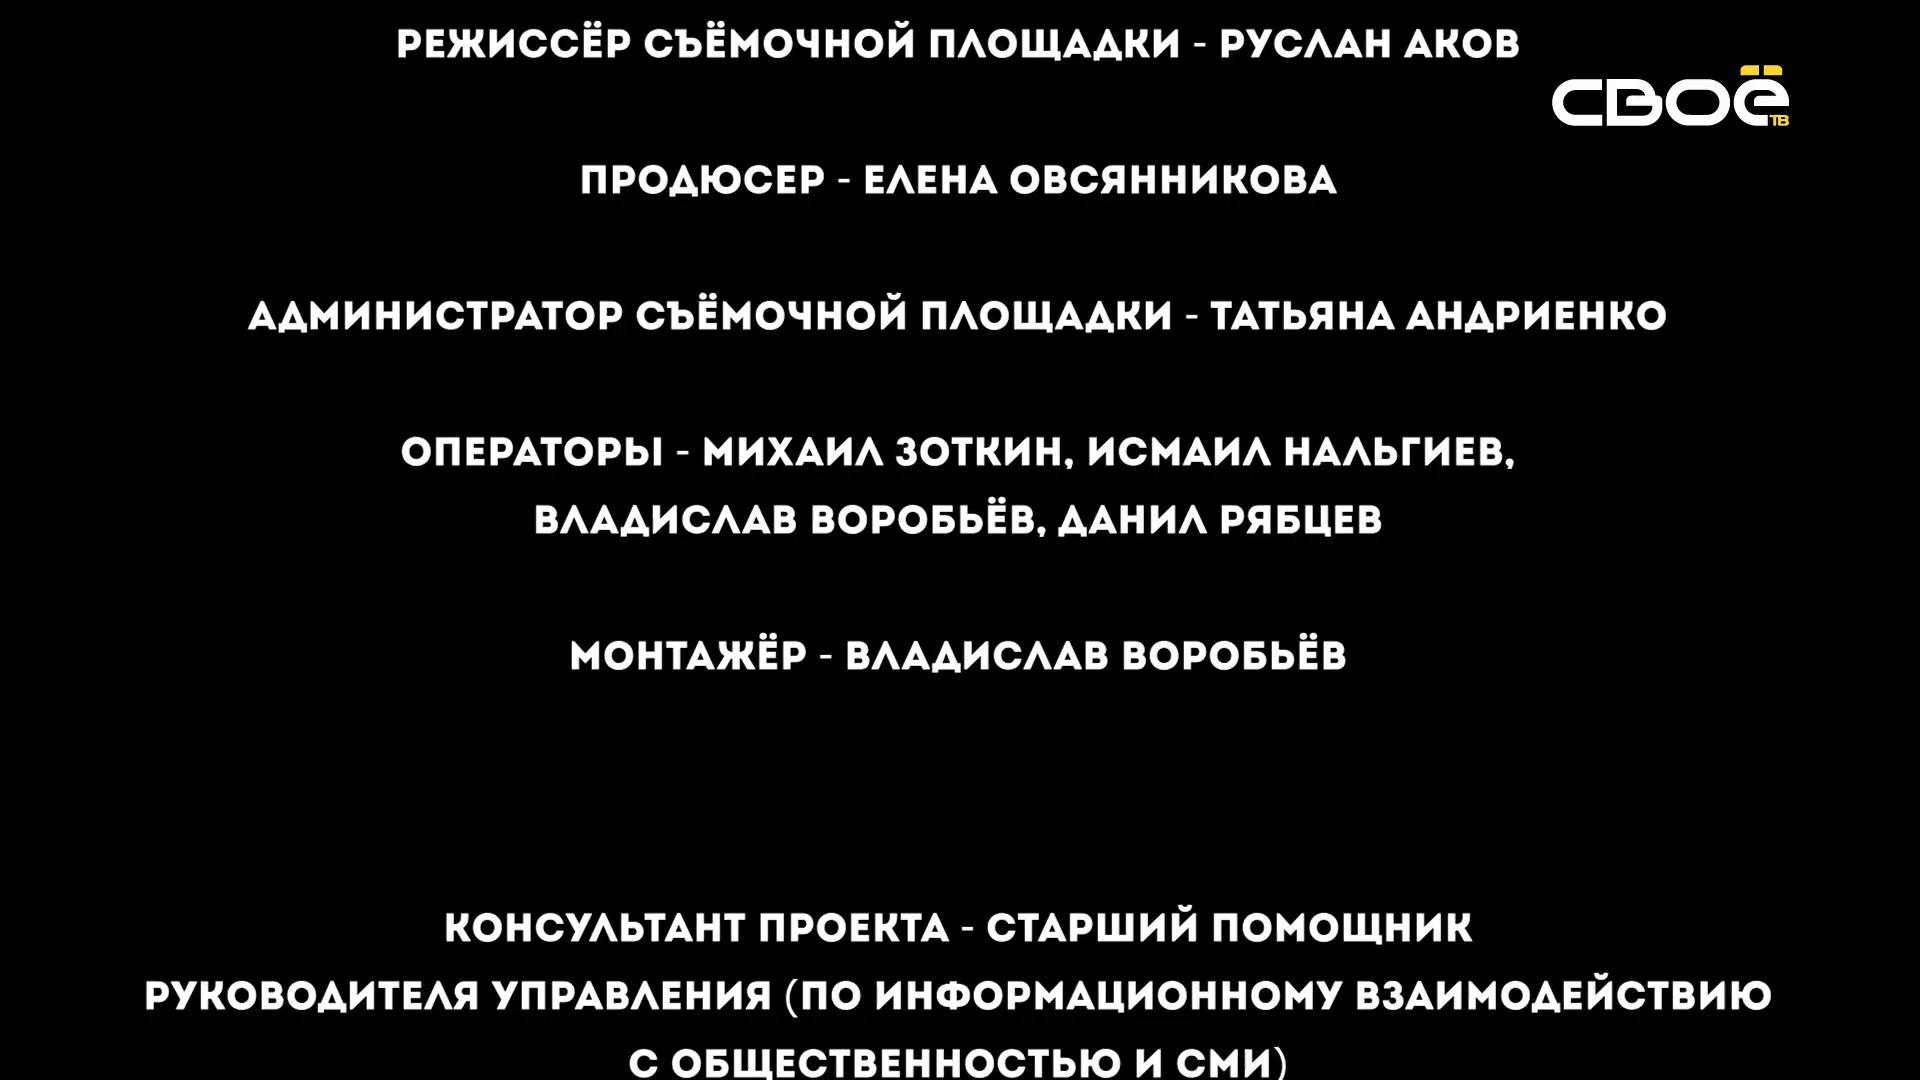 РЕЖИССЁР СЪЁМОЧНОЙ ПЛОЩАДКИ - РУСЛАН АКОВ
СВОЁ
ТВ
ПРОДЮСЕР - ЕЛЕНА ОВСЯННИКОВА
АДМИНИСТРАТОР СЪЁМОЧНОЙ ПЛОЩАДКИ - ТАТЬЯНА АНДРИЕНКО
ОПЕРАТОРЫ - МИХАИЛ ЗОТКИН, ИСМАИЛ НАЛЬГИЕВ,
ВЛАДИСЛАВ ВОРОБЬЁВ, ДАНИЛ РЯБЦЕВ
МОНТАЖЁР - ВЛАДИСЛАВ ВОРОБЬЁВ
КОНСУЛЬТАНТ ПРОЕКТА - СТАРШИЙ ПОМОЩНИК
РУКОВОДИТЕЛЯ УПРАВЛЕНИЯ (ПО ИНФОРМАЦИОННОМУ ВЗАИМОДЕЙСТВИЮ
С ОБЩЕСТВЕННОСТЬЮ И СМИ)